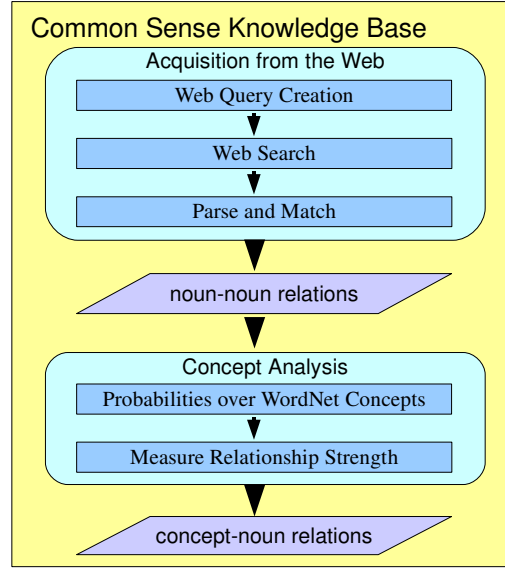 Common Sense Knowledge Base
Acquisition from the Web
Web Query Creation
Web Search
Parse and Match
noun-noun relations
Concept Analysis
Probabilities over WordNet Concepts
Measure Relationship Strength
concept-noun relations